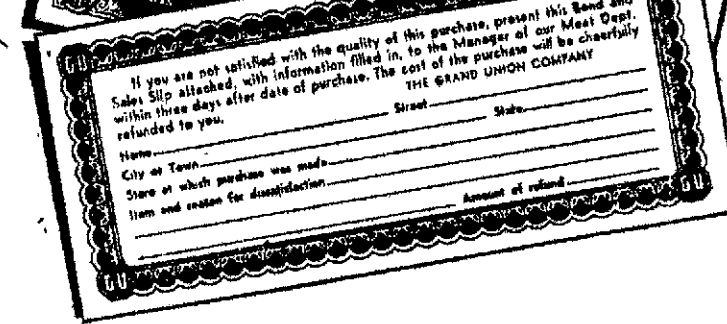 If you are not satisfied with the quality of this purchase, present this Bond and
Sales Slip attached, with information filled in, to the Manager of our Meat Dept.
within three days after date of purchase. The cost of the purchase will be cheerfully
refunded to you. THE GRAND UNION COMPANY
Name Street
City or Town State
Store at which purchase was made
Item and reason for dissatisfaction
Amount of refund
GU
GU
GU